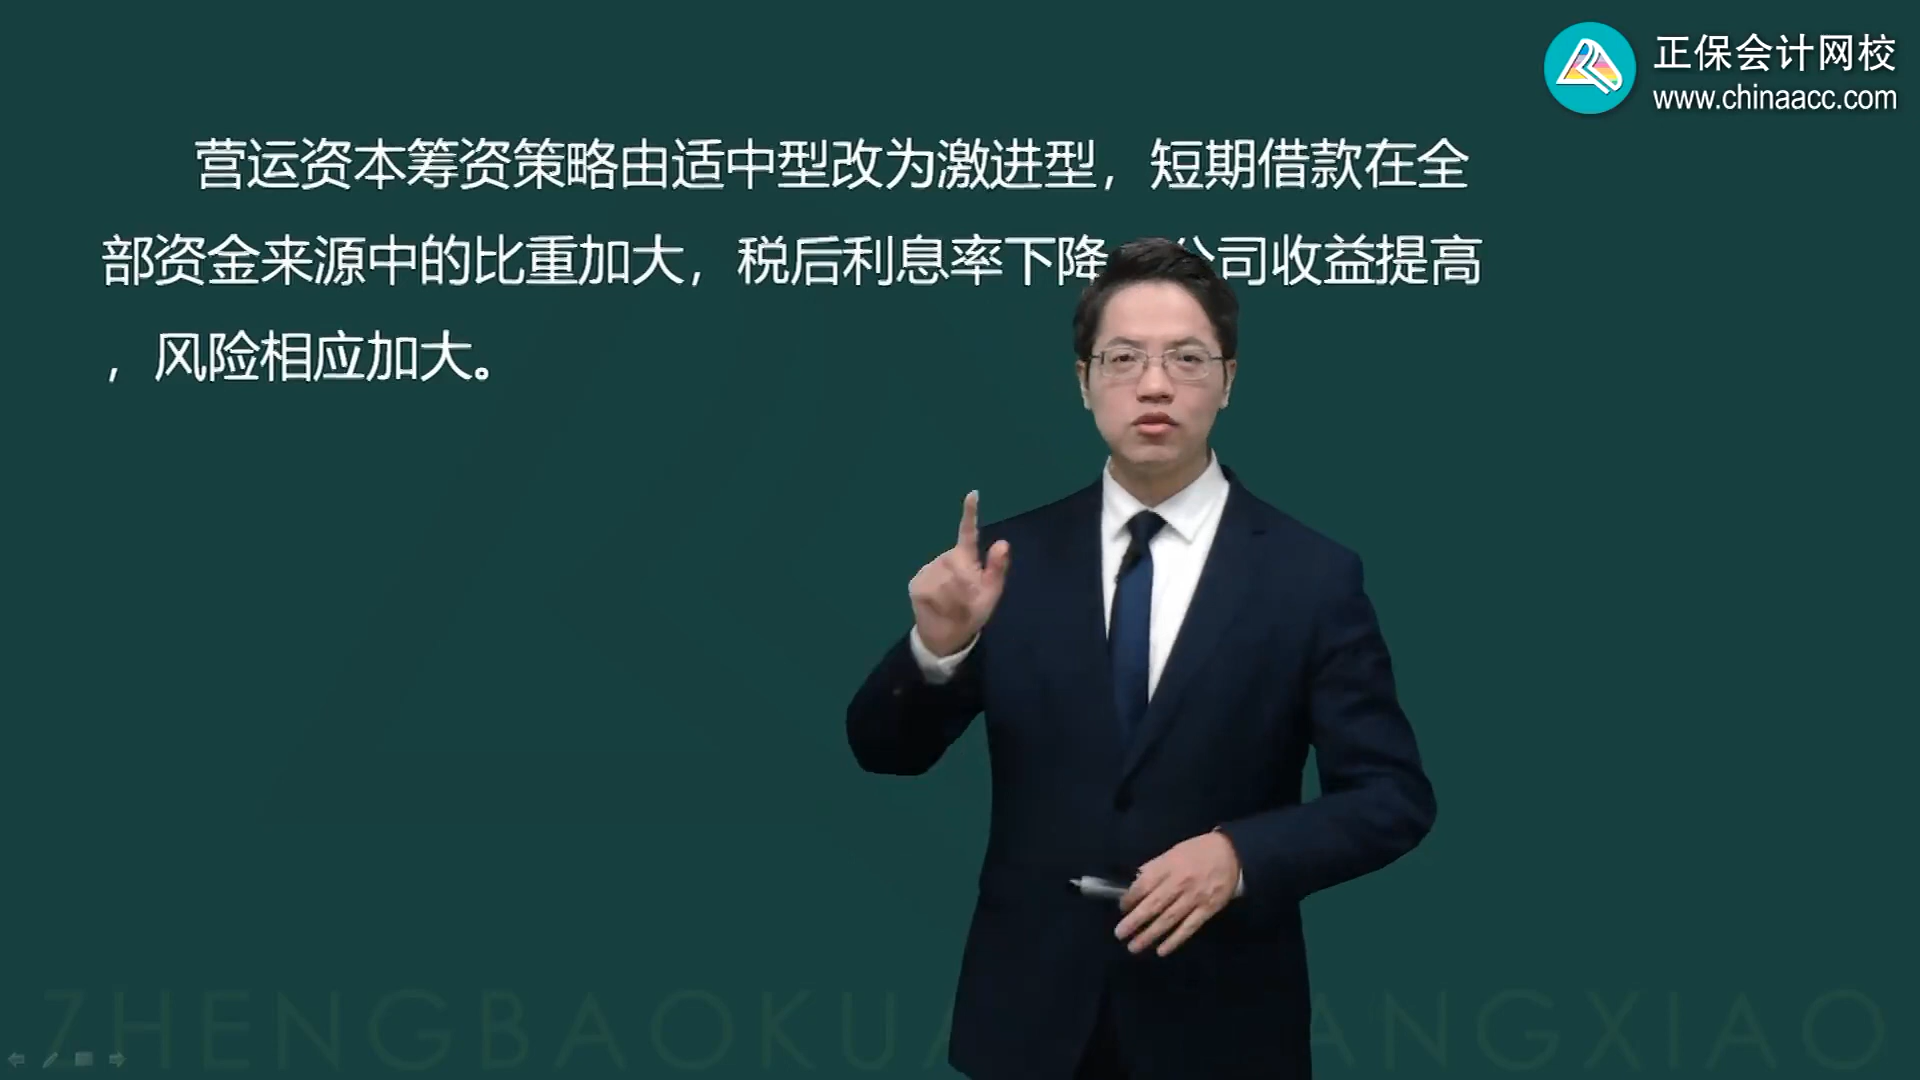 正保会计网校
www.chinaacc.com
营运资本筹资策略由适中型改为激进型，短期借款在全
部资金来源中的比重加大，税后利息率下降 公司收益提高
，风险相应加大。
ZHENGBAOKUA ANGXIAO